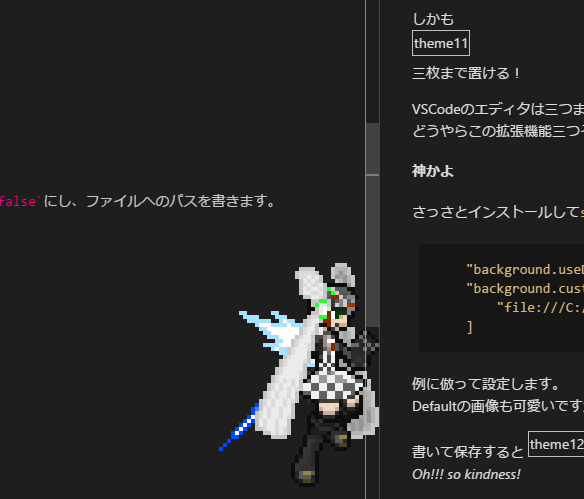 false`にし、ファイルへのパスを書きます。
しかも
theme11
三枚まで置ける！
VSCodeのエディタは三つま
どうやらこの拡張機能三つ
神かよ
さっさとインストールして
"background.use
"background.cust
"file:///C:/
]
例に倣って設定します。
Defaultの画像も可愛いです
書いて保存すると theme12
Oh!!! so kindness!